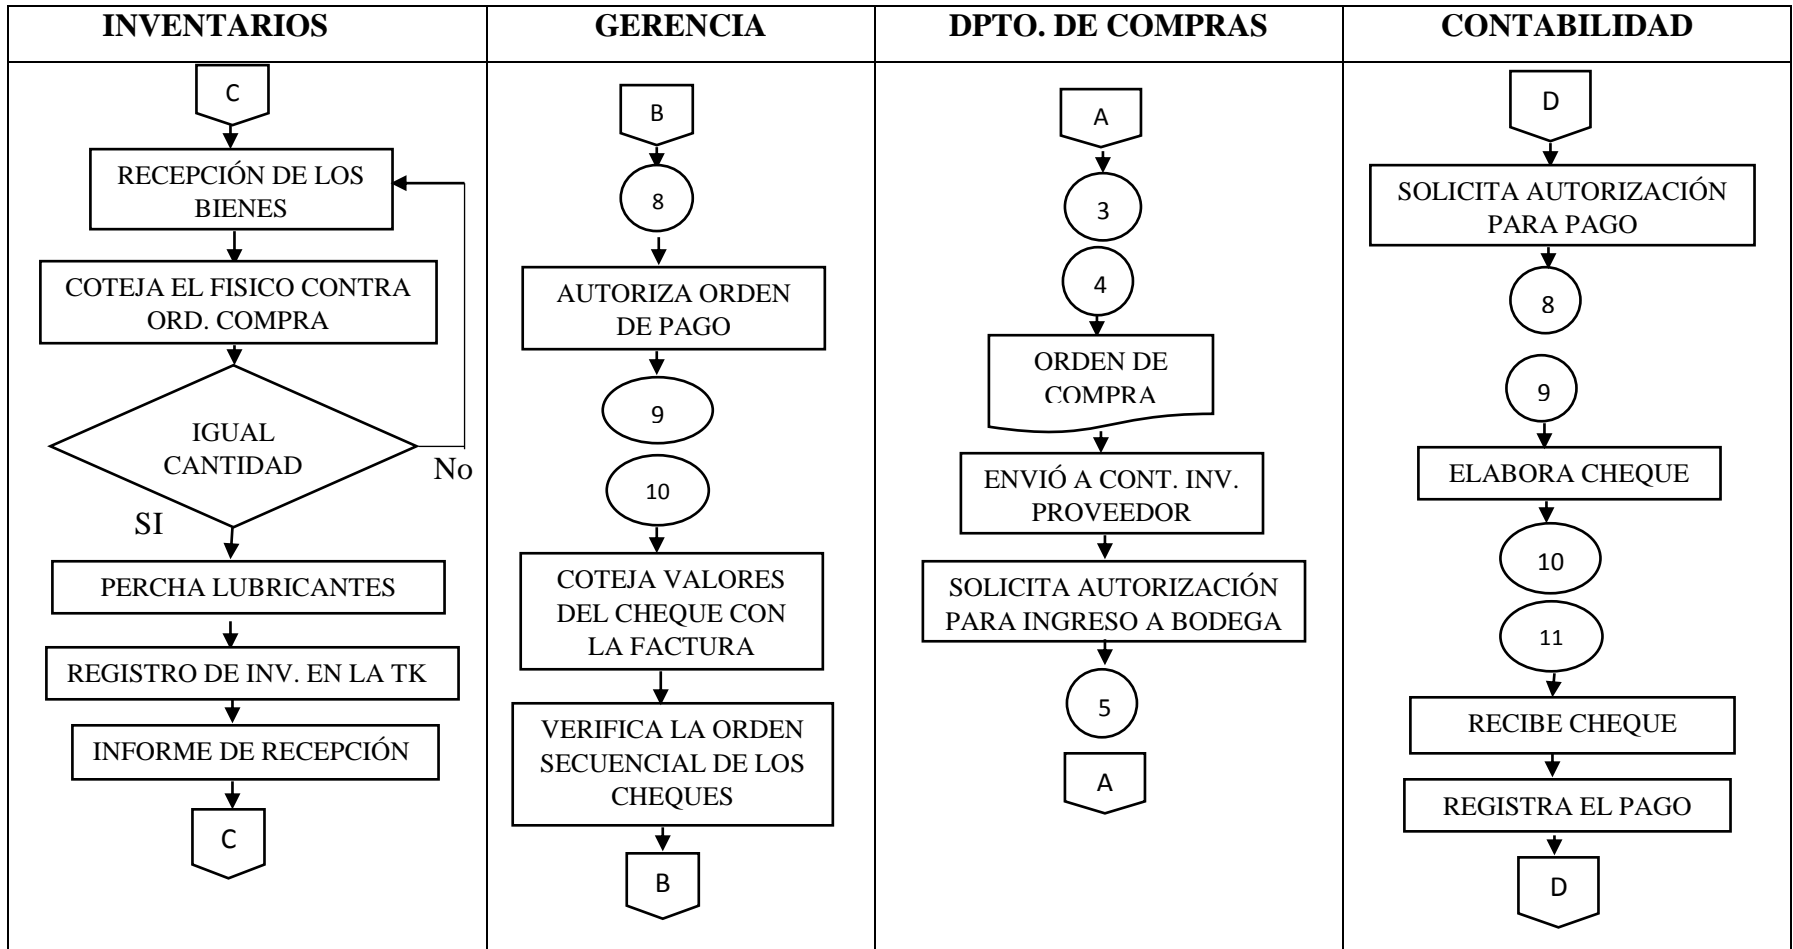 INVENTARIOS
GERENCIA
DPTO. DE COMPRAS
CONTABILIDAD
C
RECEPCIÓN DE LOS
BIENES
COTEJA EL FISICO CONTRA
ORD. COMPRA
IGUAL
CANTIDAD
No
SI
PERCHA LUBRICANTES
REGISTRO DE INV. EN LA TK
INFORME DE RECEPCIÓN
C
B
8
AUTORIZA ORDEN
DE PAGO
9
10
COTEJA VALORES
DEL CHEQUE CON
LA FACTURA
VERIFICA LA ORDEN
SECUENCIAL DE LOS
CHEQUES
B
A
3
4
ORDEN DE
COMPRA
ENVIÓ A CONT. INV.
PROVEEDOR
SOLICITA AUTORIZACIÓN
PARA INGRESO A BODEGA
5
A
D
SOLICITA AUTORIZACIÓN
PARA PAGO
8
9
ELABORA CHEQUE
10
11
RECIBE CHEQUE
REGISTRA EL PAGO
D